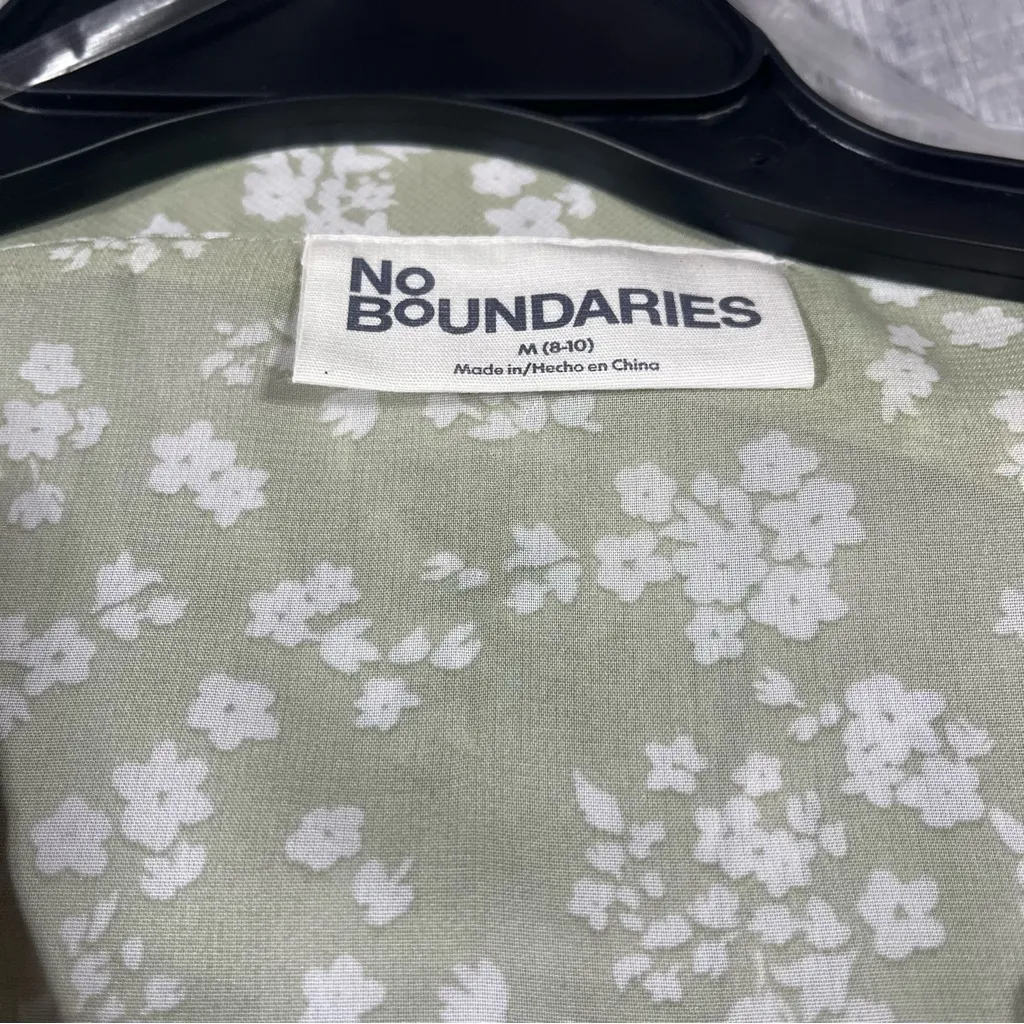 No
BoUNDARIES
M (8-10)
Made in/Hecho en China